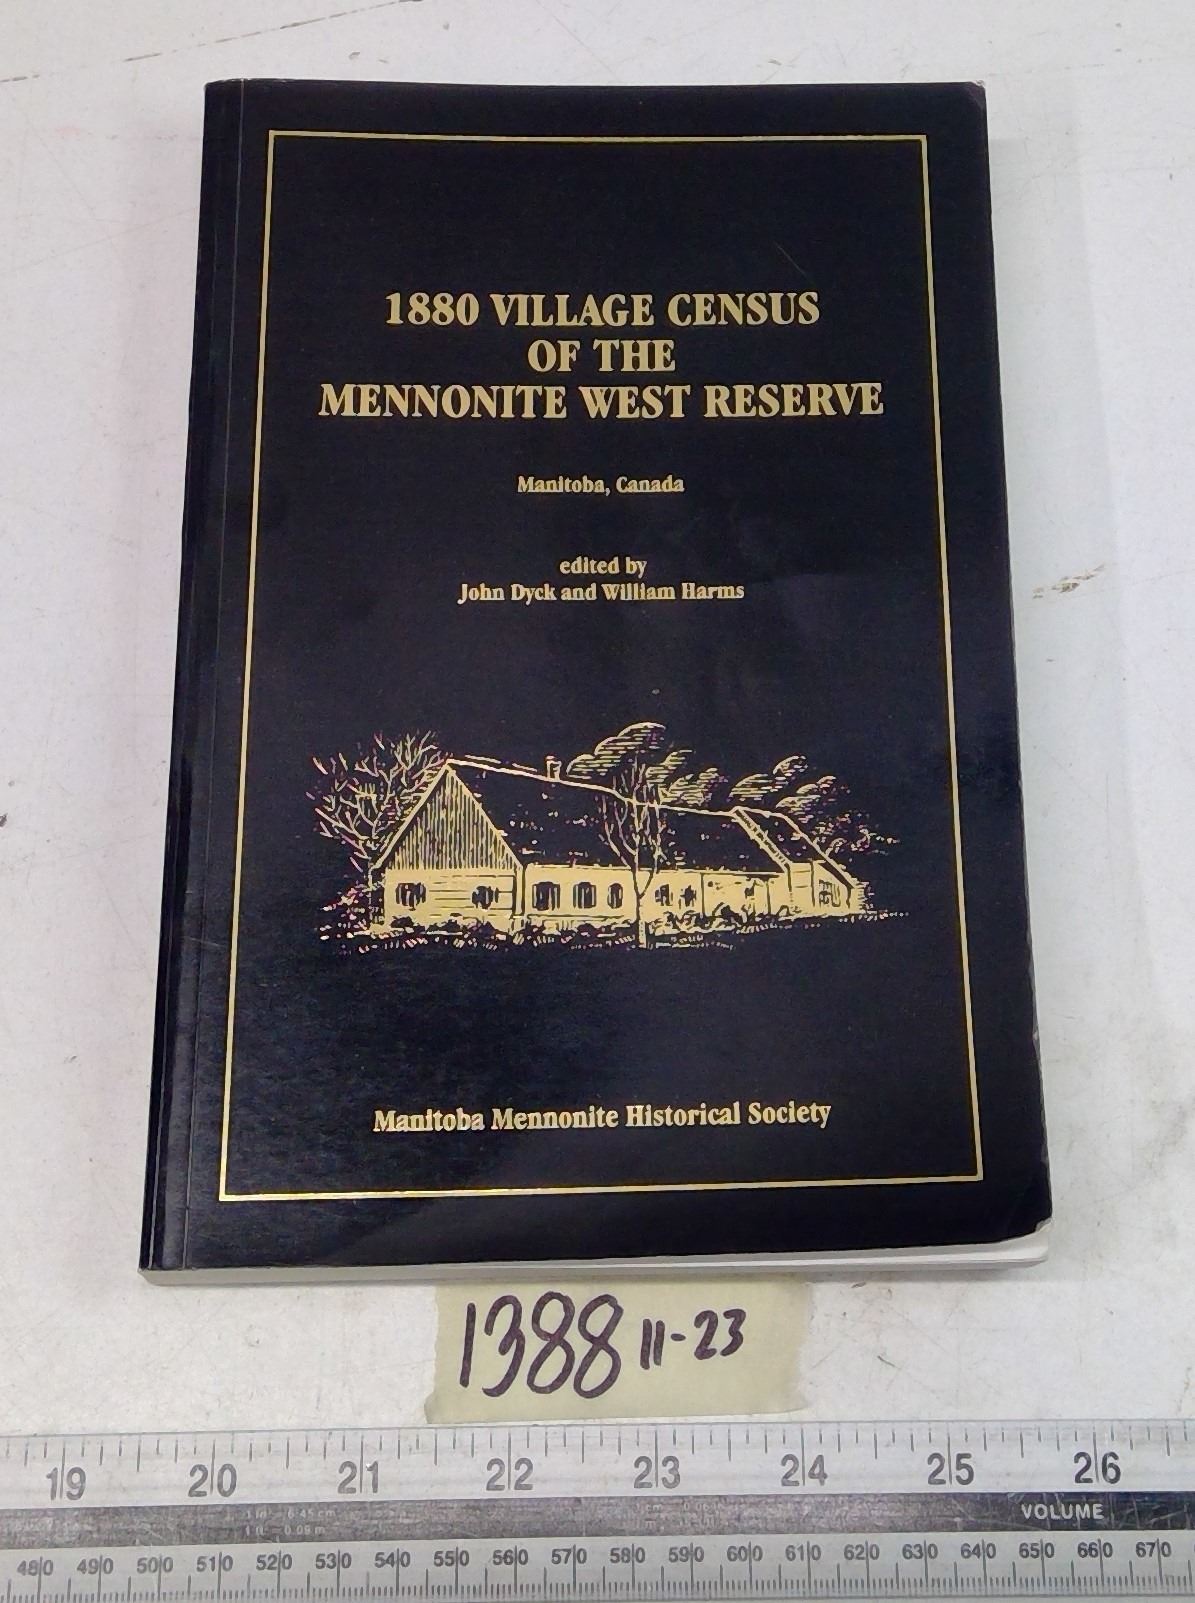 1880 VILLAGE CENSUS
OF THE
MENNONITE WEST RESERVE
Manitoba, Canada
edited by
John Dyck and William Harms
Manitoba Mennonite Historical Society
1388 11-23
19 20 21 22 23 24 25 26
VOLUME
480 490 500 510 520 530 540 550 560 570 580 590 600 610 620 630 640 650 660 670